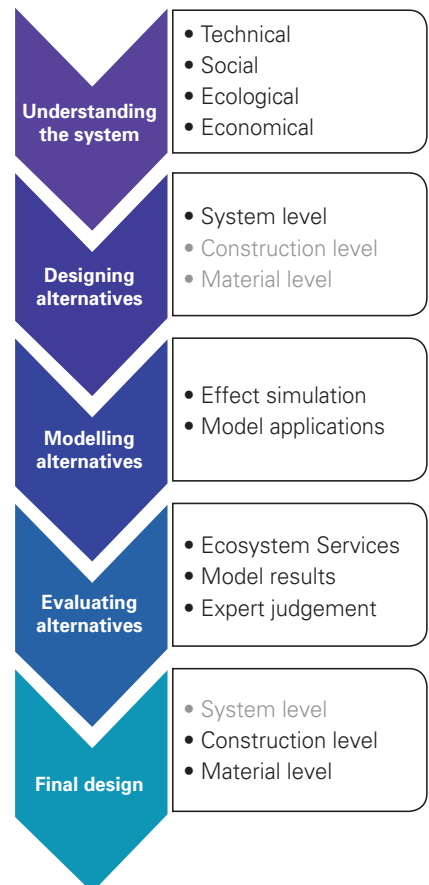 Understanding
the system
• Technical
• Social
• Ecological
• Economical
Designing
alternatives
• System level
• Construction level
• Material level
Modelling
alternatives
• Effect simulation
• Model applications
Evaluating
alternatives
• Ecosystem Services
• Model results
• Expert judgement
Final design
• System level
• Construction level
• Material level